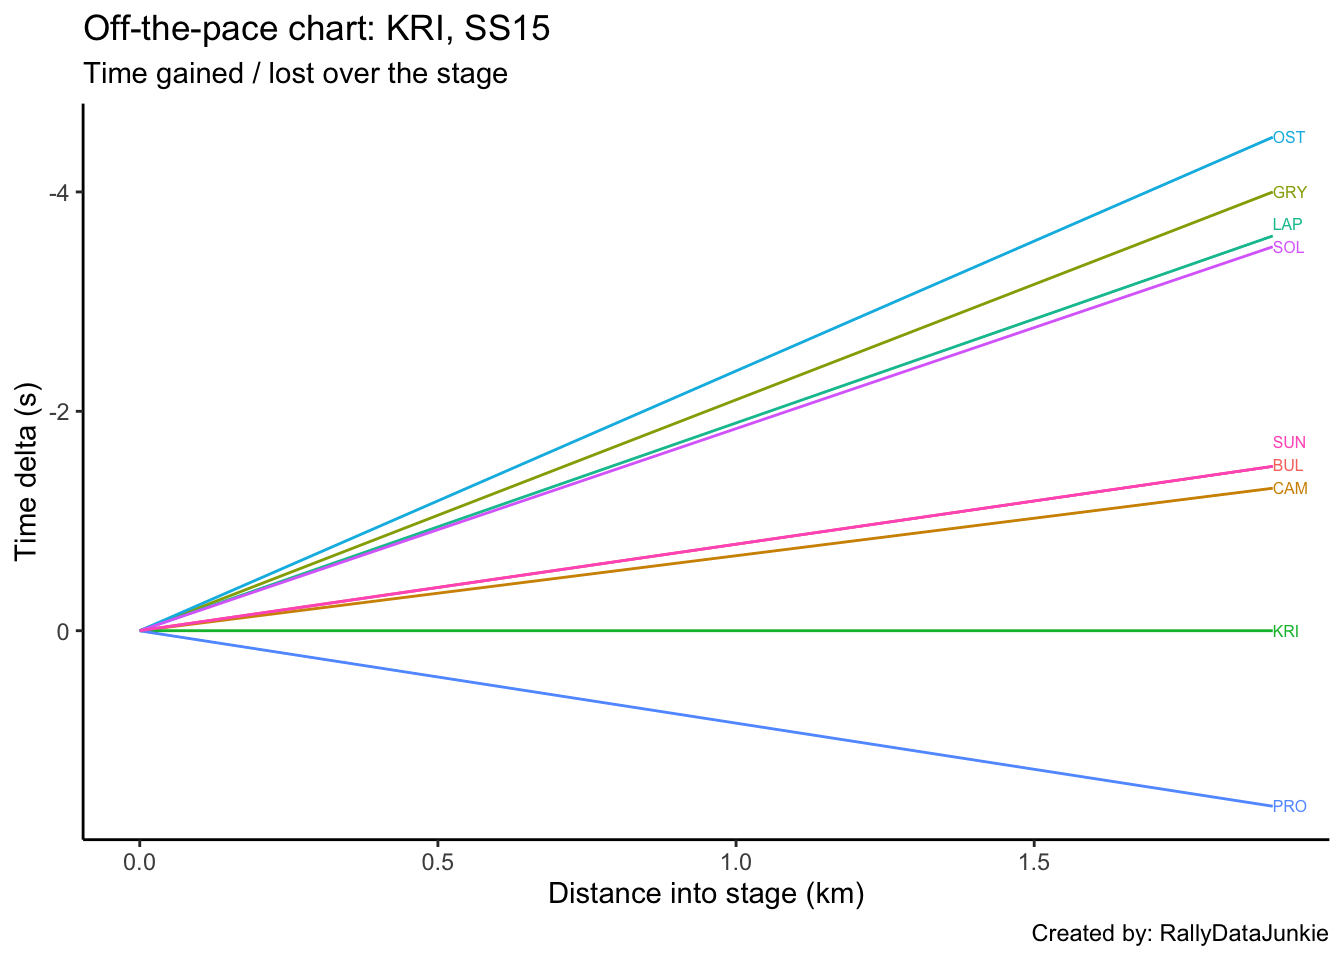 Off-the-pace chart: KRI, SS15
Time gained / lost over the stage
OST
-4
GRY
LAP
SOL
-2
SUN
BUL
CAM
0
KRI
PRO
Time delta (s)
0.0 0.5 1.0 1.5
Distance into stage (km)
Created by: RallyDataJunkie